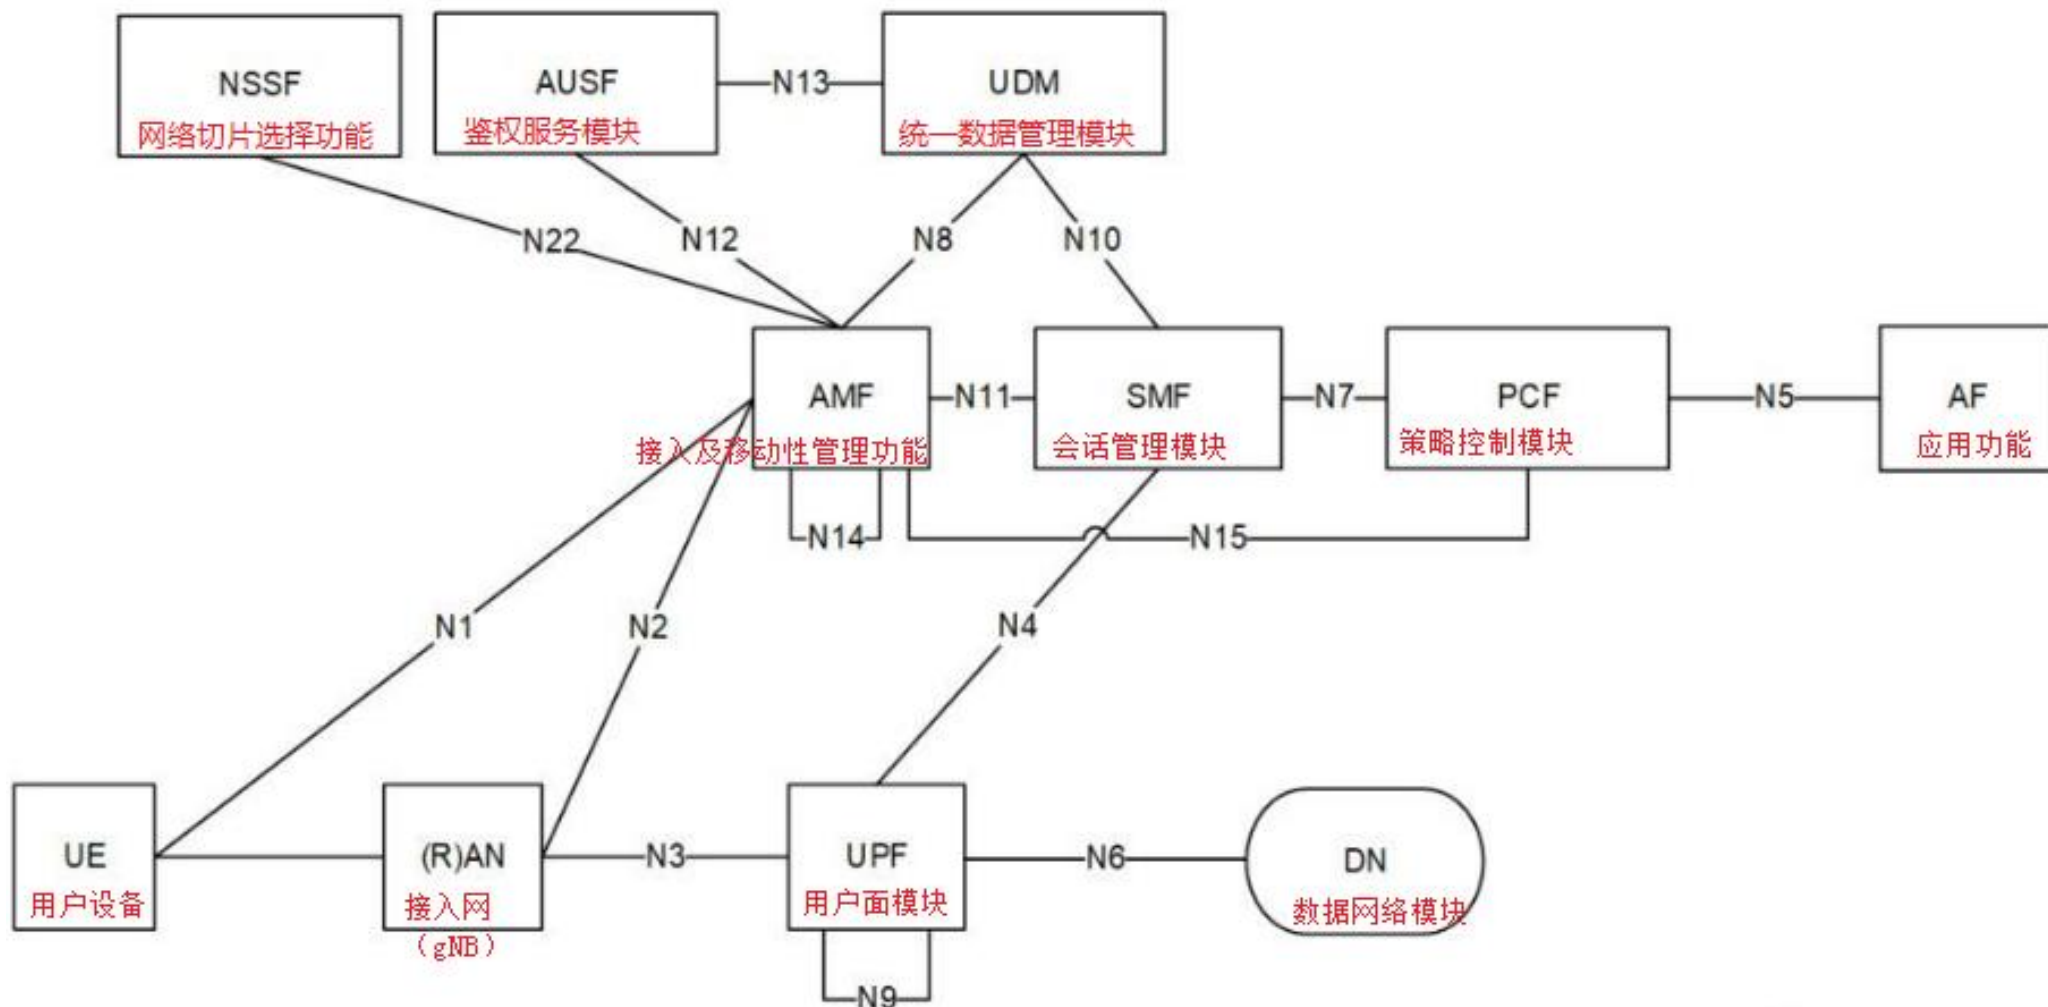 NSSF
网络切片选择功能
AUSF
鉴权服务模块
N13
UDM
统一数据管理模块
N22
N12
N8
N10
AMF
接入及移动性管理功能
N11
SMF
会话管理模块
N7
PCF
策略控制模块
N5
AF
应用功能
N14
N15
N1
N2
N4
UE
用户设备
(R)AN
接入网
（gNB）
N3
UPF
用户面模块
N6
DN
数据网络模块
N9